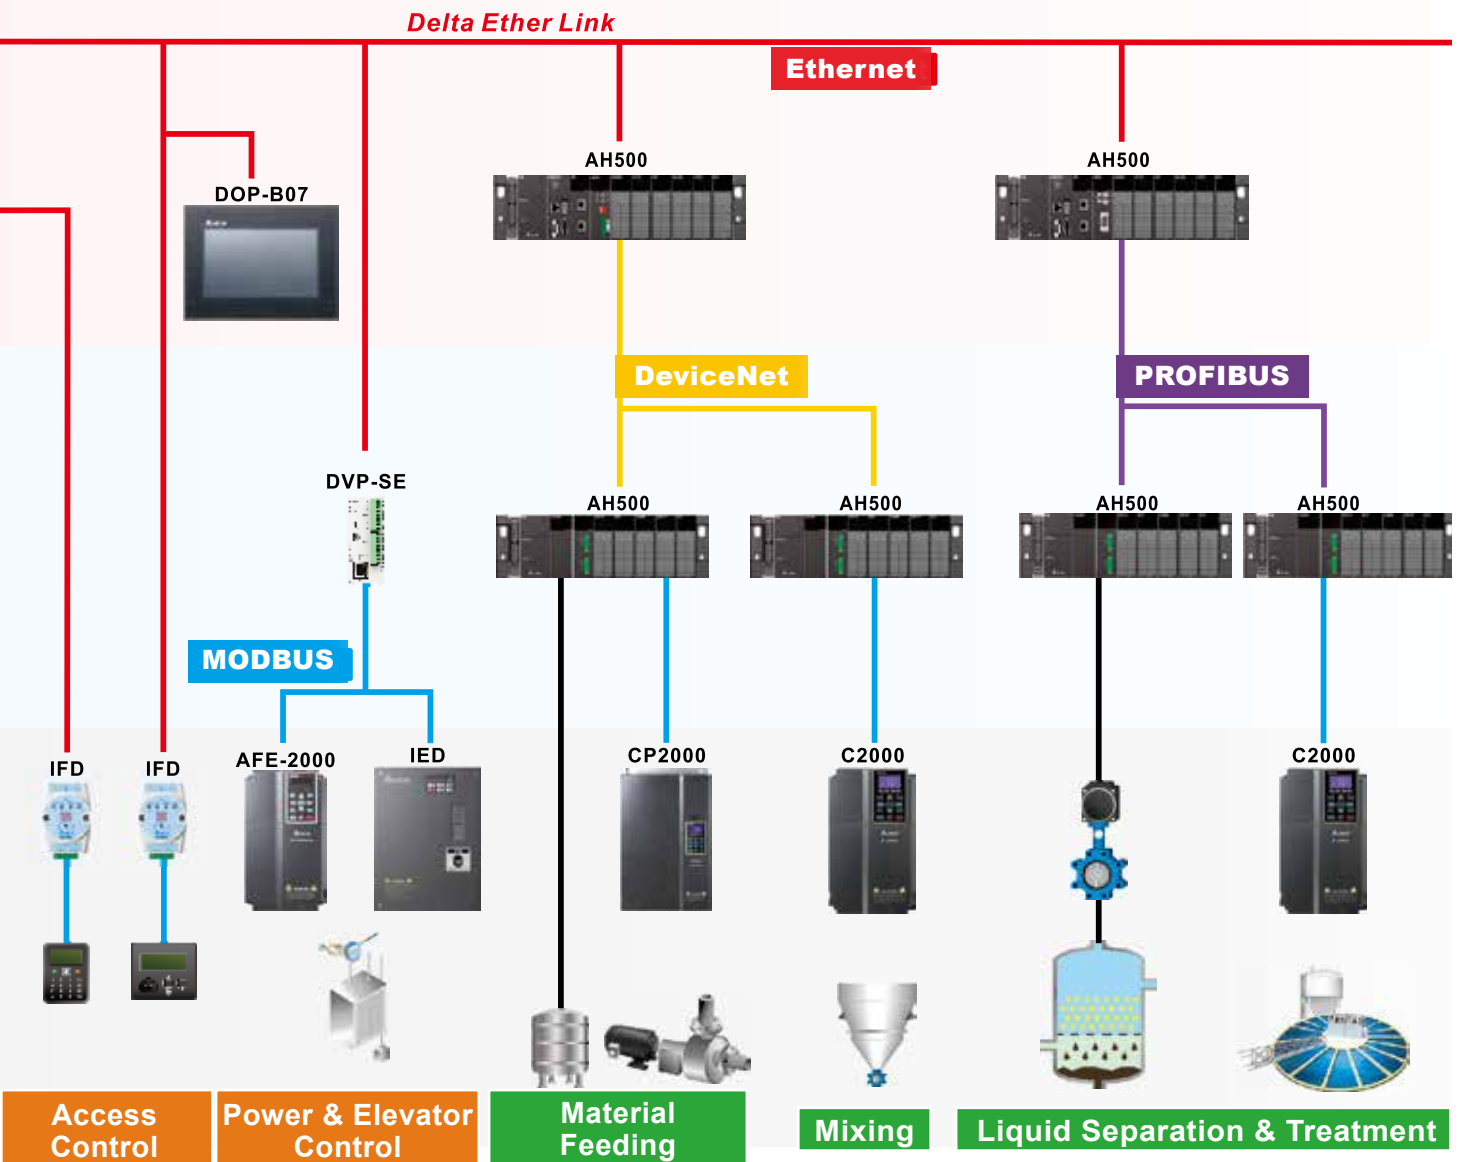 Delta Ether Link
Ethernet
AH500
AH500
DOP-B07
DeviceNet
PROFIBUS
DVP-SE
AH500
AH500
AH500
AH500
MODBUS
IFD
IFD
AFE-2000
IED
CP2000
C2000
C2000
Access
Control
Power & Elevator
Control
Material
Feeding
Mixing
Liquid Separation & Treatment